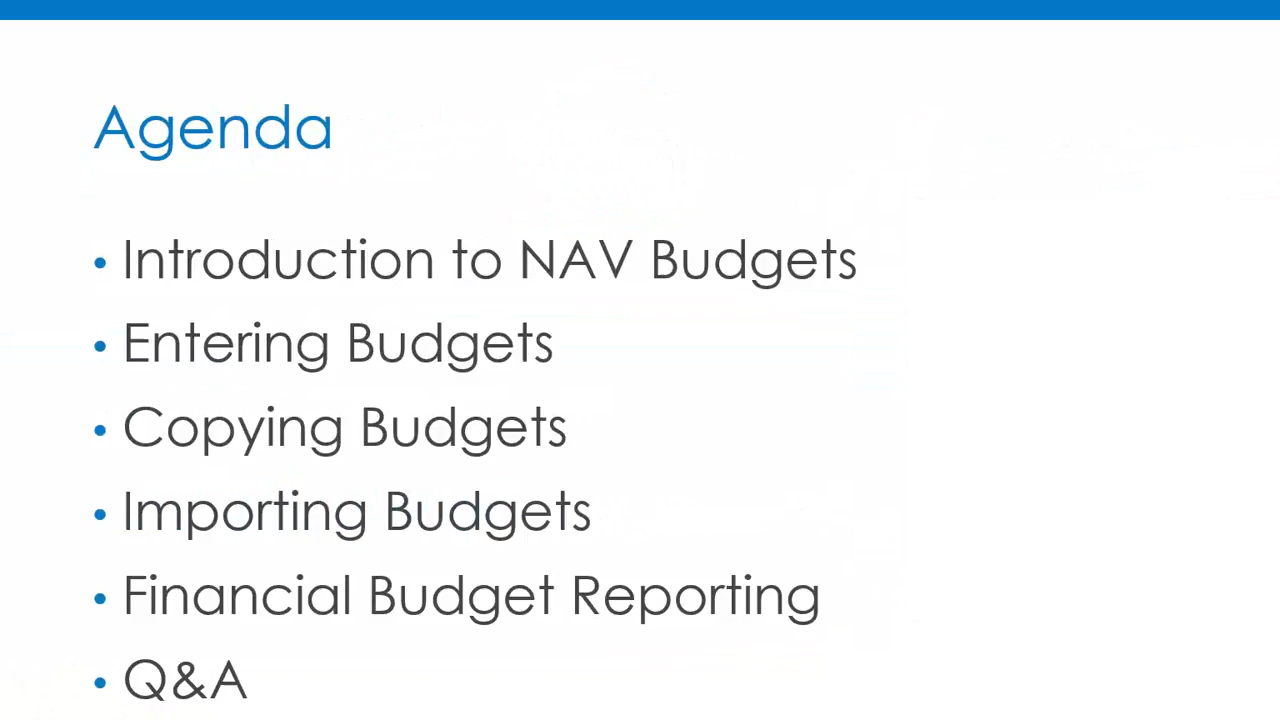 Agenda
• Introduction to NAV Budgets
• Entering Budgets
• Copying Budgets
• Importing Budgets
• Financial Budget Reporting
• Q&A